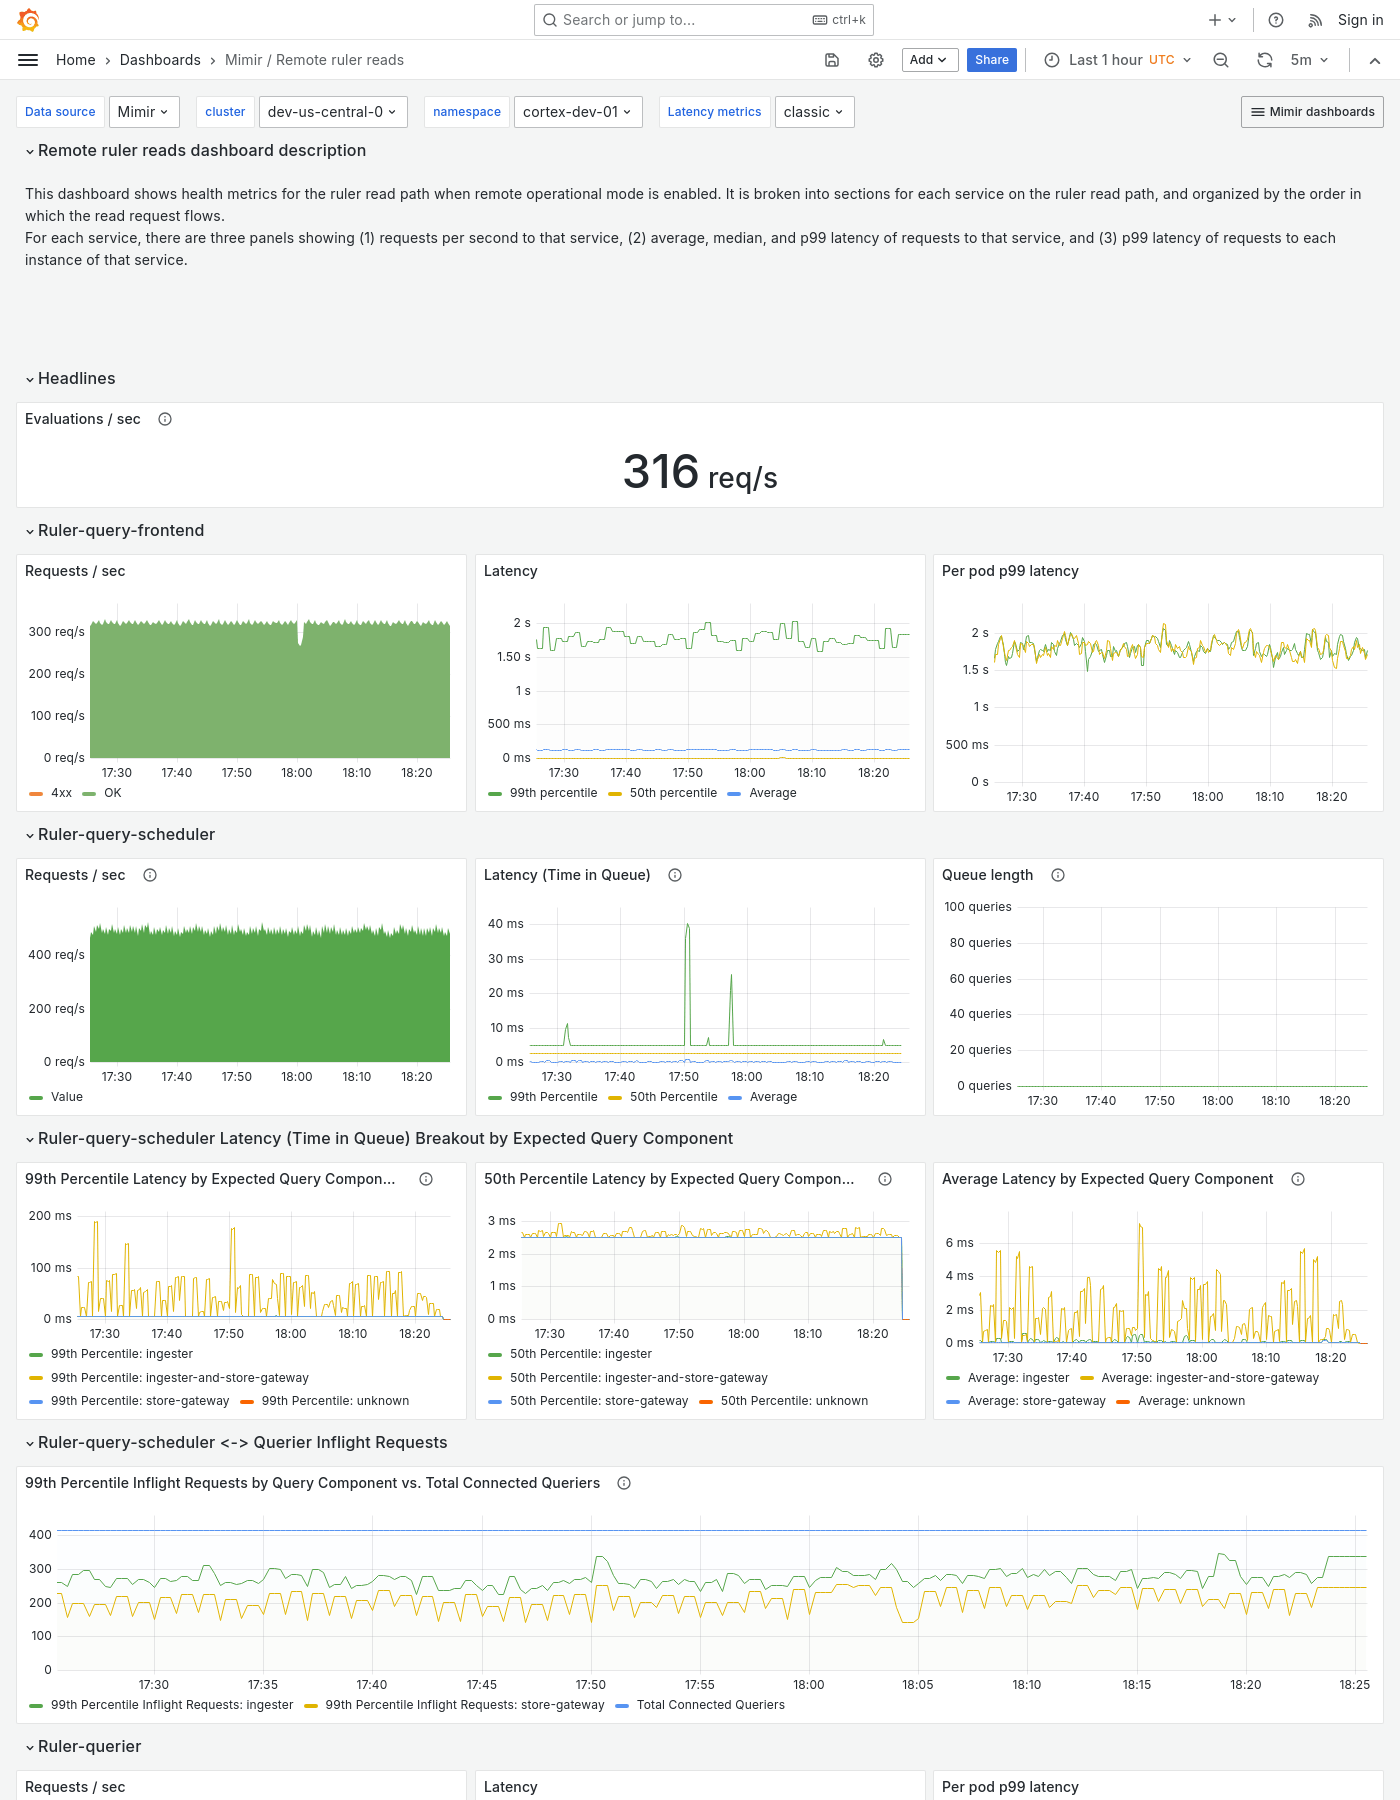 Search or jump to...
ctrl+k
Sign in
Home
Dashboards
Mimir / Remote ruler reads
Add
Share
Last 1 hour UTC
5m
Data source
Mimir
cluster
dev-us-central-0
namespace
cortex-dev-01
Latency metrics
classic
Mimir dashboards
Remote ruler reads dashboard description
This dashboard shows health metrics for the ruler read path when remote operational mode is enabled. It is broken into sections for each service on the ruler read path, and organized by the order in
which the read request flows.
For each service, there are three panels showing (1) requests per second to that service, (2) average, median, and p99 latency of requests to that service, and (3) p99 latency of requests to each
instance of that service.
Headlines
Evaluations / sec
316 req/s
Ruler-query-frontend
Requests / sec
300 req/s
200 req/s
100 req/s
0 req/s
17:30 17:40 17:50 18:00 18:10 18:20
4xx OK
Latency
2 s
1.50 s
1 s
500 ms
0 ms
17:30 17:40 17:50 18:00 18:10 18:20
99th percentile 50th percentile Average
Per pod p99 latency
2 s
1.5 s
1 s
500 ms
0 s
17:30 17:40 17:50 18:00 18:10 18:20
Ruler-query-scheduler
Requests / sec
400 req/s
200 req/s
0 req/s
17:30 17:40 17:50 18:00 18:10 18:20
Value
Latency (Time in Queue)
40 ms
30 ms
20 ms
10 ms
0 ms
17:30 17:40 17:50 18:00 18:10 18:20
99th Percentile 50th Percentile Average
Queue length
100 queries
80 queries
60 queries
40 queries
20 queries
0 queries
17:30 17:40 17:50 18:00 18:10 18:20
Ruler-query-scheduler Latency (Time in Queue) Breakout by Expected Query Component
99th Percentile Latency by Expected Query Compon...
200 ms
100 ms
0 ms
17:30 17:40 17:50 18:00 18:10 18:20
99th Percentile: ingester
99th Percentile: ingester-and-store-gateway
99th Percentile: store-gateway 99th Percentile: unknown
50th Percentile Latency by Expected Query Compon...
3 ms
2 ms
1 ms
0 ms
17:30 17:40 17:50 18:00 18:10 18:20
50th Percentile: ingester
50th Percentile: ingester-and-store-gateway
50th Percentile: store-gateway 50th Percentile: unknown
Average Latency by Expected Query Component
6 ms
4 ms
2 ms
0 ms
17:30 17:40 17:50 18:00 18:10 18:20
Average: ingester Average: ingester-and-store-gateway
Average: store-gateway Average: unknown
Ruler-query-scheduler <-> Querier Inflight Requests
99th Percentile Inflight Requests by Query Component vs. Total Connected Queriers
400
300
200
100
0
17:30 17:35 17:40 17:45 17:50 17:55 18:00 18:05 18:10 18:15 18:20 18:25
99th Percentile Inflight Requests: ingester 99th Percentile Inflight Requests: store-gateway Total Connected Queriers
Ruler-querier
Requests / sec
Latency
Per pod p99 latency